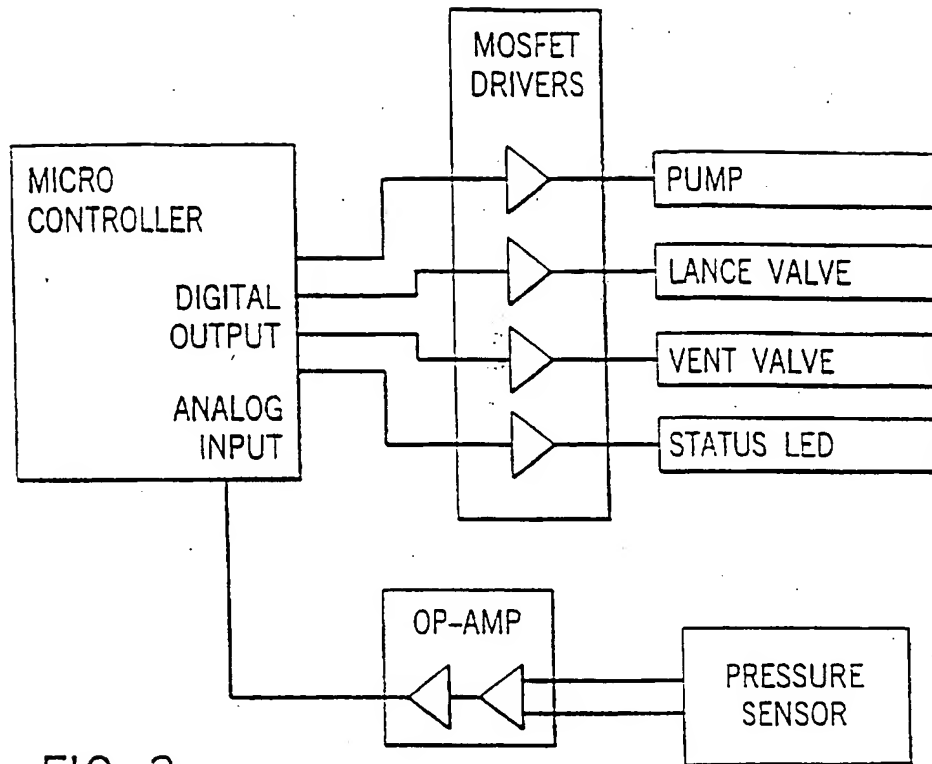 MOSFET
DRIVERS
MICRO
CONTROLLER
PUMP
LANCE VALVE
DIGITAL
OUTPUT
VENT VALVE
ANALOG
INPUT
STATUS LED
OP-AMP
PRESSURE
SENSOR